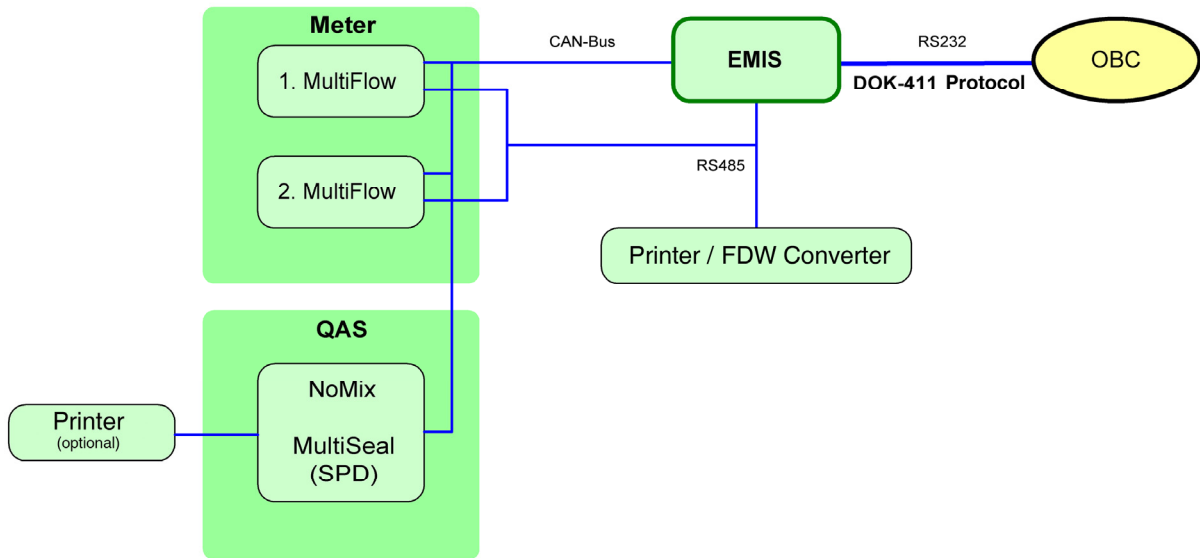 Meter
1. MultiFlow
2. MultiFlow
CAN-Bus
EMIS
RS232
DOK-411 Protocol
OBC
RS485
Printer / FDW Converter
QAS
NoMix
MultiSeal
(SPD)
Printer
(optional)